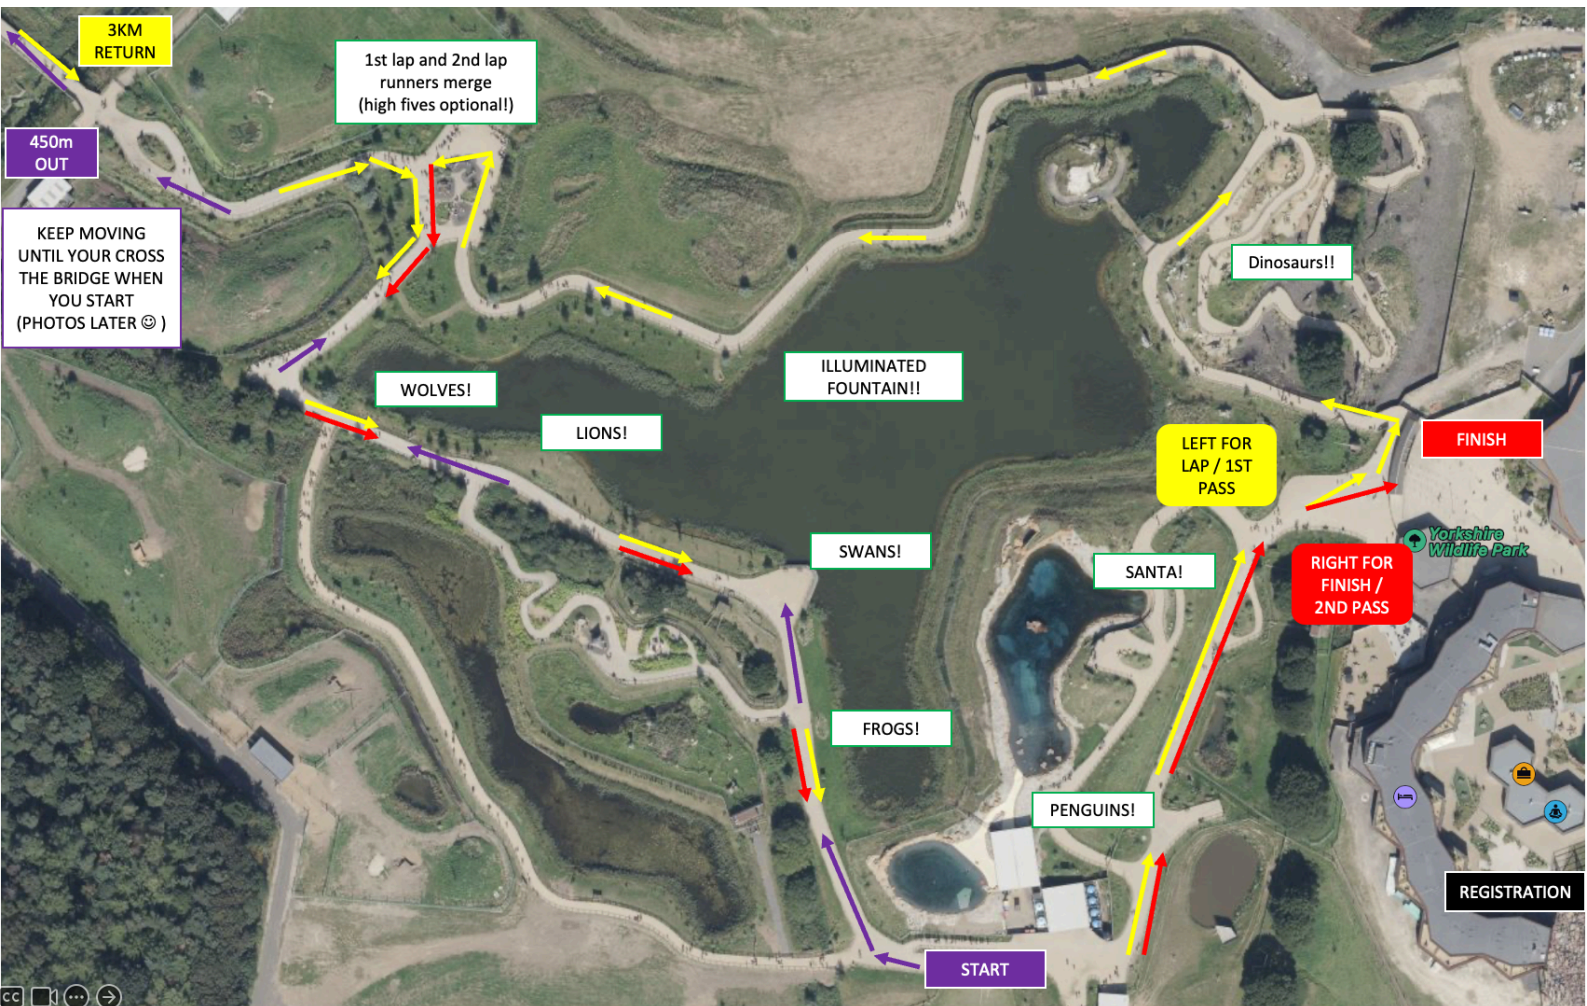 3KM
RETURN
1st lap and 2nd lap
runners merge
(high fives optional!)
450m
OUT
KEEP MOVING
UNTIL YOUR CROSS
THE BRIDGE WHEN
YOU START
(PHOTOS LATER ☺ )
Dinosaurs!!
ILLUMINATED
FOUNTAIN!!
WOLVES!
LIONS!
LEFT FOR
LAP / 1ST
PASS
FINISH
SWANS!
Yorkshire
Wildlife Park
SANTA!
RIGHT FOR
FINISH /
2ND PASS
FROGS!
PENGUINS!
REGISTRATION
START
CC